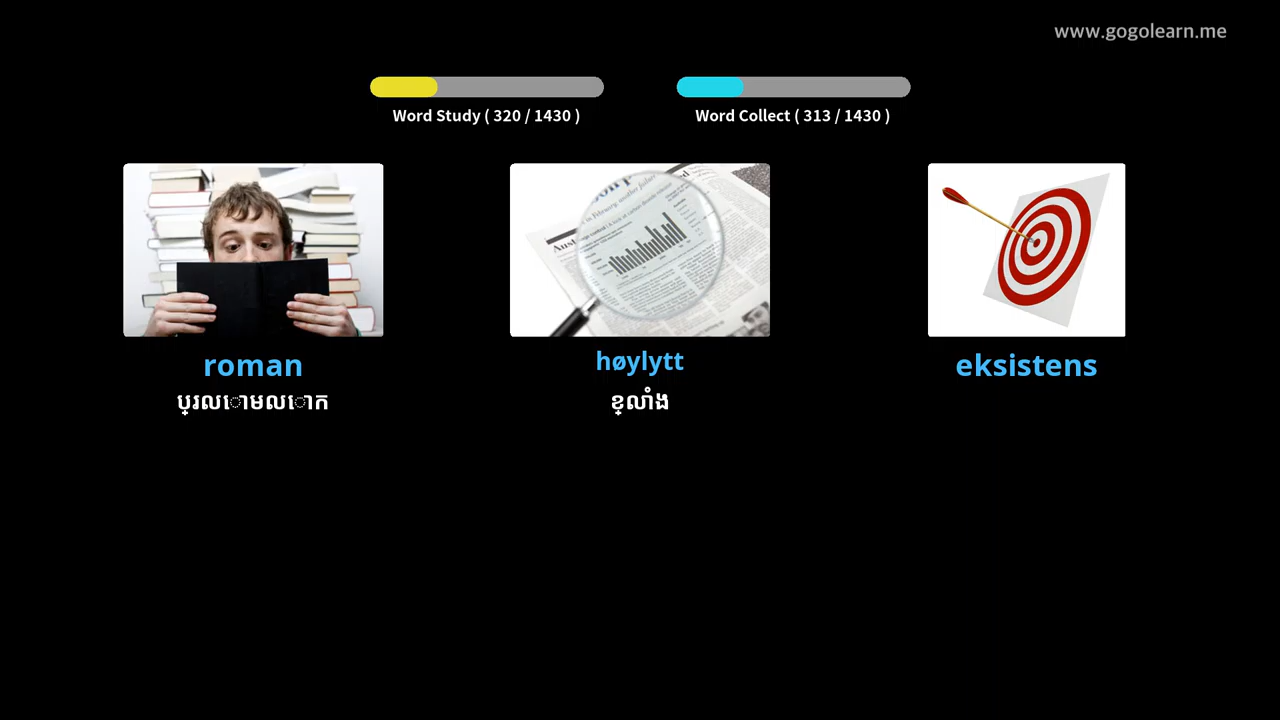 www.gogolearn.me
Word Study ( 320 / 1430 )
Word Collect ( 313 / 1430 )
roman
høylytt
eksistens
ប្រលោមលោក
ខ្លាំង